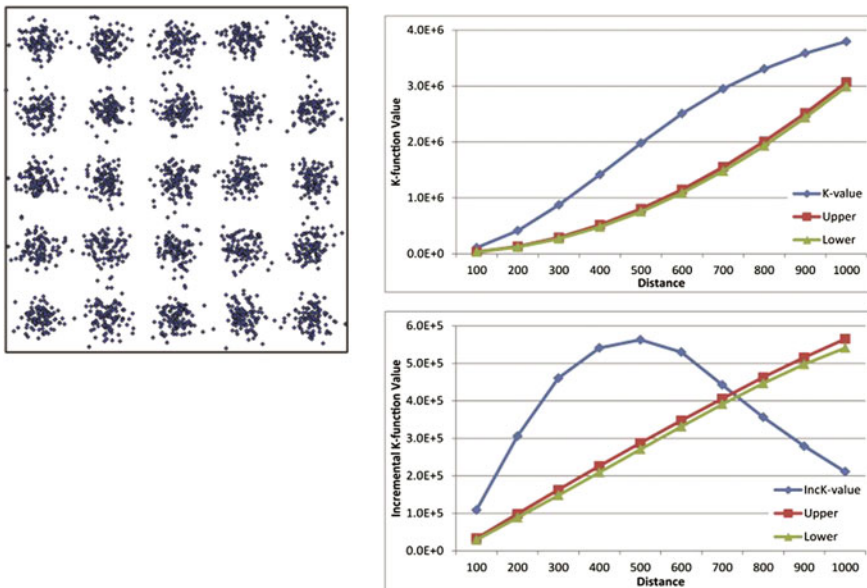 4.0E+6
3.0E+6
2.0E+6
1.0E+6
0.0E+0
K-function Value
K-value
Upper
Lower
100 200 300 400 500 600 700 800 900 1000
Distance
6.0E+5
5.0E+5
4.0E+5
3.0E+5
2.0E+5
1.0E+5
0.0E+0
Incremental K-function Value
IncK-value
Upper
Lower
100 200 300 400 500 600 700 800 900 1000
Distance